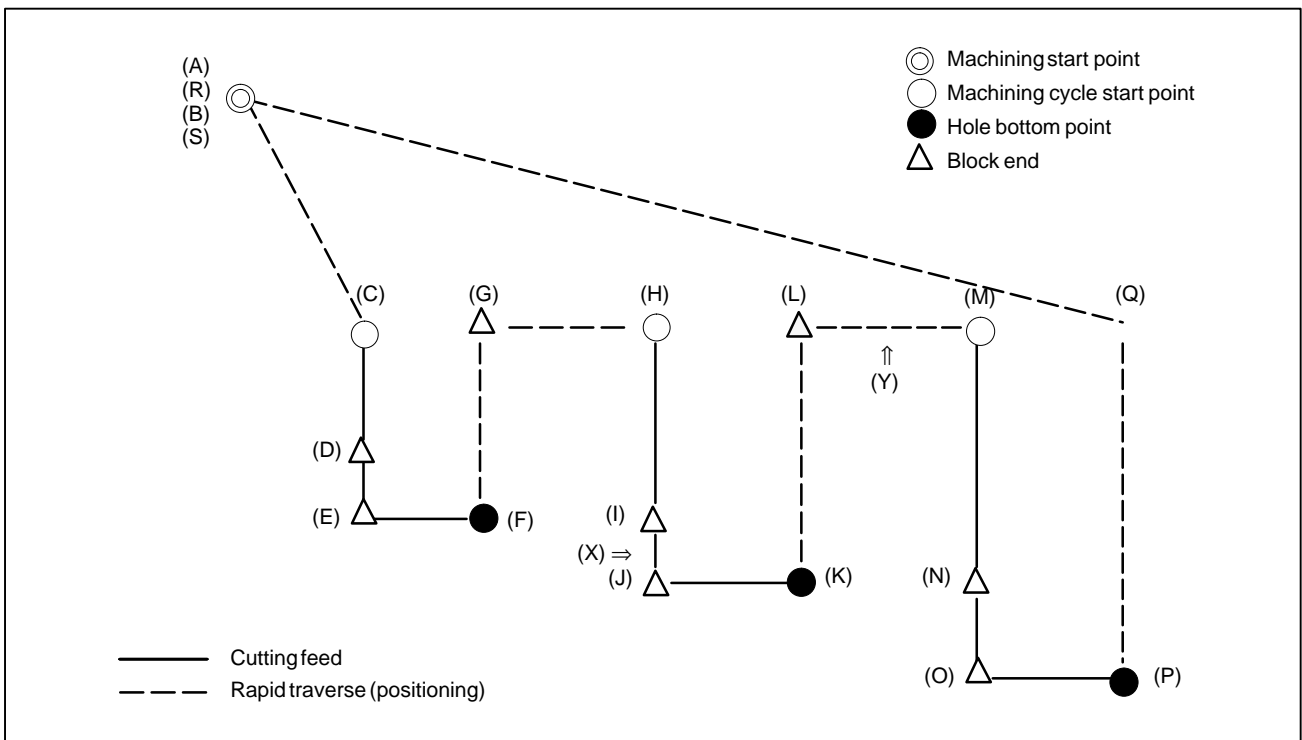 (A)
(R)
(B)
(S)
Machining start point
Machining cycle start point
Hole bottom point
Block end
(C)
(G)
(H)
(L)
(M)
(Q)
⇑
(Y)
(D)
(E)
(F)
(I)
(X) ⇒
(J)
(K)
(N)
(O)
(P)
Cutting feed
Rapid traverse (positioning)